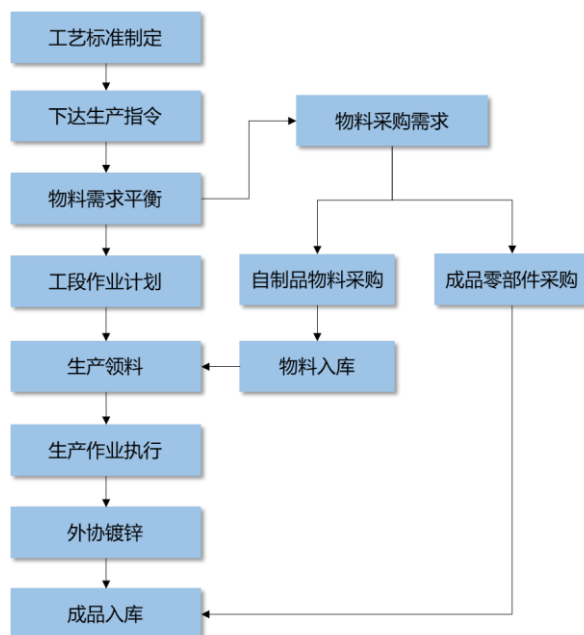 工艺标准制定
下达生产指令
物料采购需求
物料需求平衡
工段作业计划
自制品物料采购
成品零部件采购
生产领料
物料入库
生产作业执行
外协镀锌
成品入库